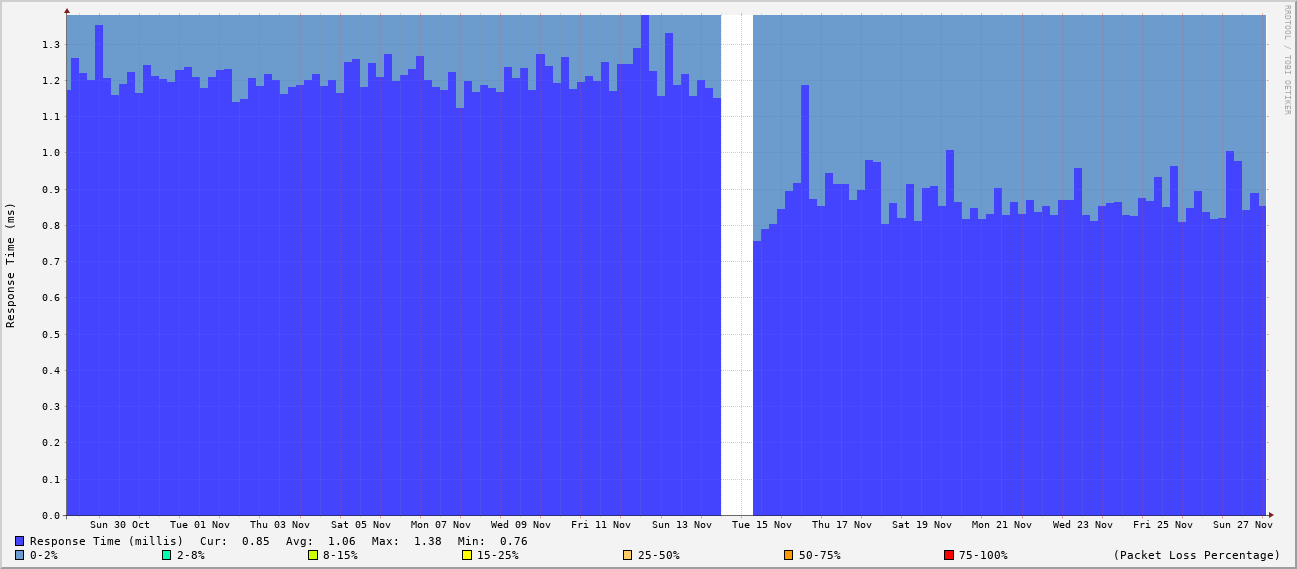 RRDTOOL / TOBI OETIKER
Response Time (ms)
1.3
1.2
1.1
1.0
0.9
0.8
0.7
0.6
0.5
0.4
0.3
0.2
0.1
0.0
Sun 30 Oct Tue 01 Nov Thu 03 Nov Sat 05 Nov Mon 07 Nov Wed 09 Nov Fri 11 Nov Sun 13 Nov Tue 15 Nov Thu 17 Nov Sat 19 Nov Mon 21 Nov Wed 23 Nov Fri 25 Nov Sun 27 Nov
Response Time (millis) Cur: 0.85 Avg: 1.06 Max: 1.38 Min: 0.76
0-2% 2-8% 8-15% 15-25% 25-50% 50-75% 75-100% (Packet Loss Percentage)